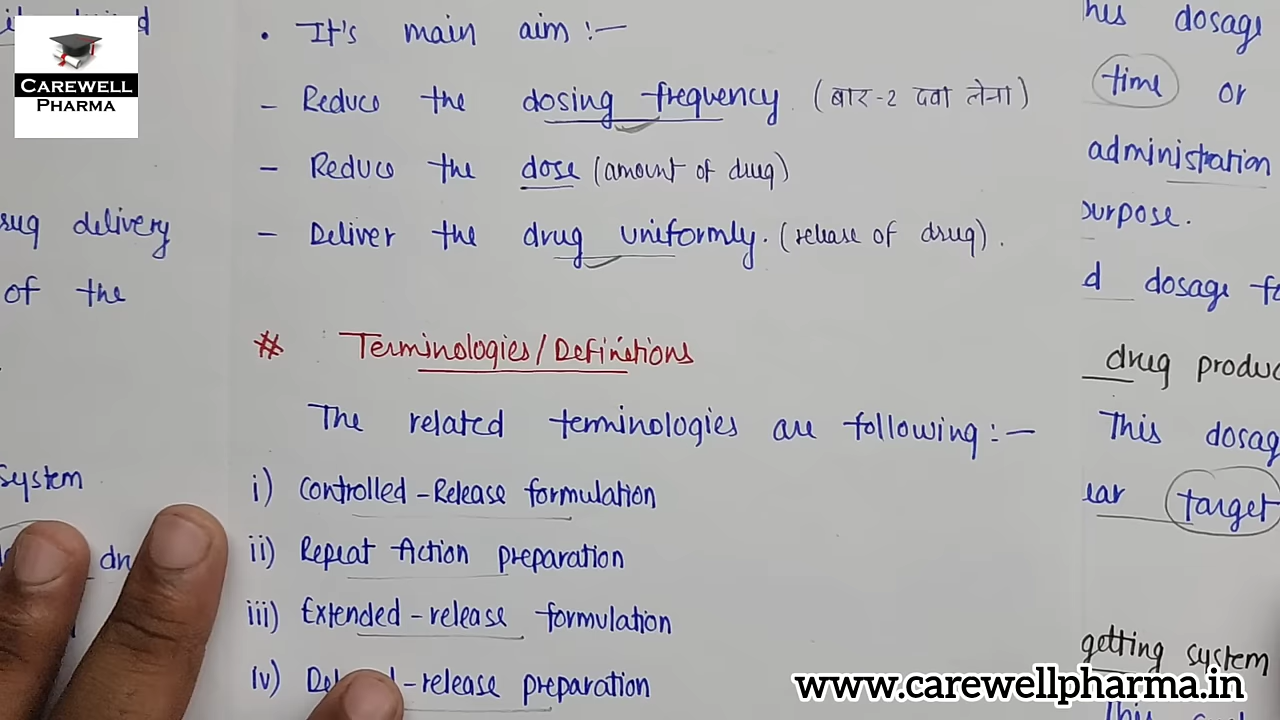 CAREWELL
PHARMA
rug delivery
of the
system
• It's main aim :-
- Reduce the dosing frequency. (बार-2 दवा लेना)
- Reduce the dose (amount of drug)
- Deliver the drug uniformly. (release of drug).
# Terminologies/Definitions
The related terminologies are following :-
i) Controlled-Release formulation
ii) Repeat Action preparation
iii) Extended-release formulation
iv) -release preparation
his dosage
time or
administration
purpose.
d dosage
drug produc
This dosag
target
getting system
www.carewellpharma.in